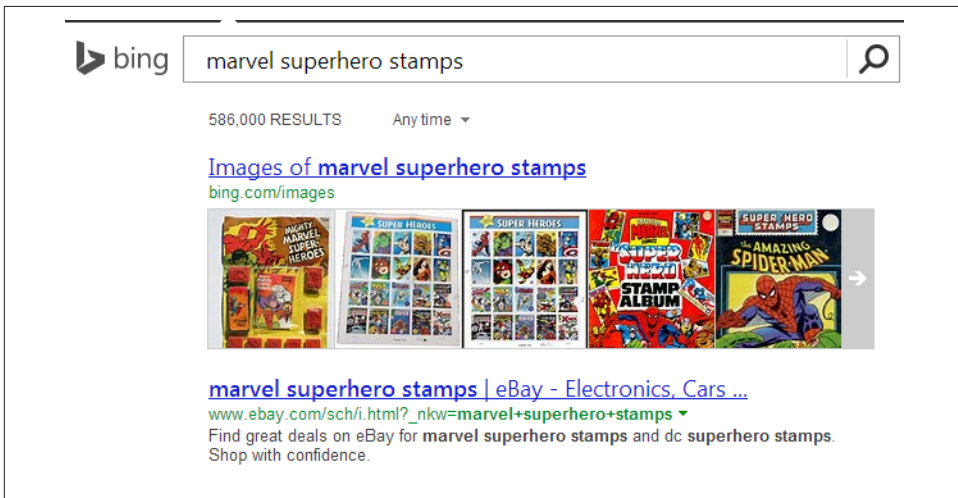 bing
marvel superhero stamps
586,000 RESULTS Any time
Images of marvel superhero stamps
bing.com/images
MIGHTY
MARVEL
SUPER-
HEROES
SUPER HEROES
SUPER HEROES
MARVEL
SUPER
HERO
STAMP
ALBUM
SUPER HERO
STAMPS
the AMAZING
SPIDER-MAN
marvel superhero stamps | eBay - Electronics, Cars ...
www.ebay.com/sch/i.html?_nkw=marvel+superhero+stamps
Find great deals on eBay for marvel superhero stamps and dc superhero stamps.
Shop with confidence.